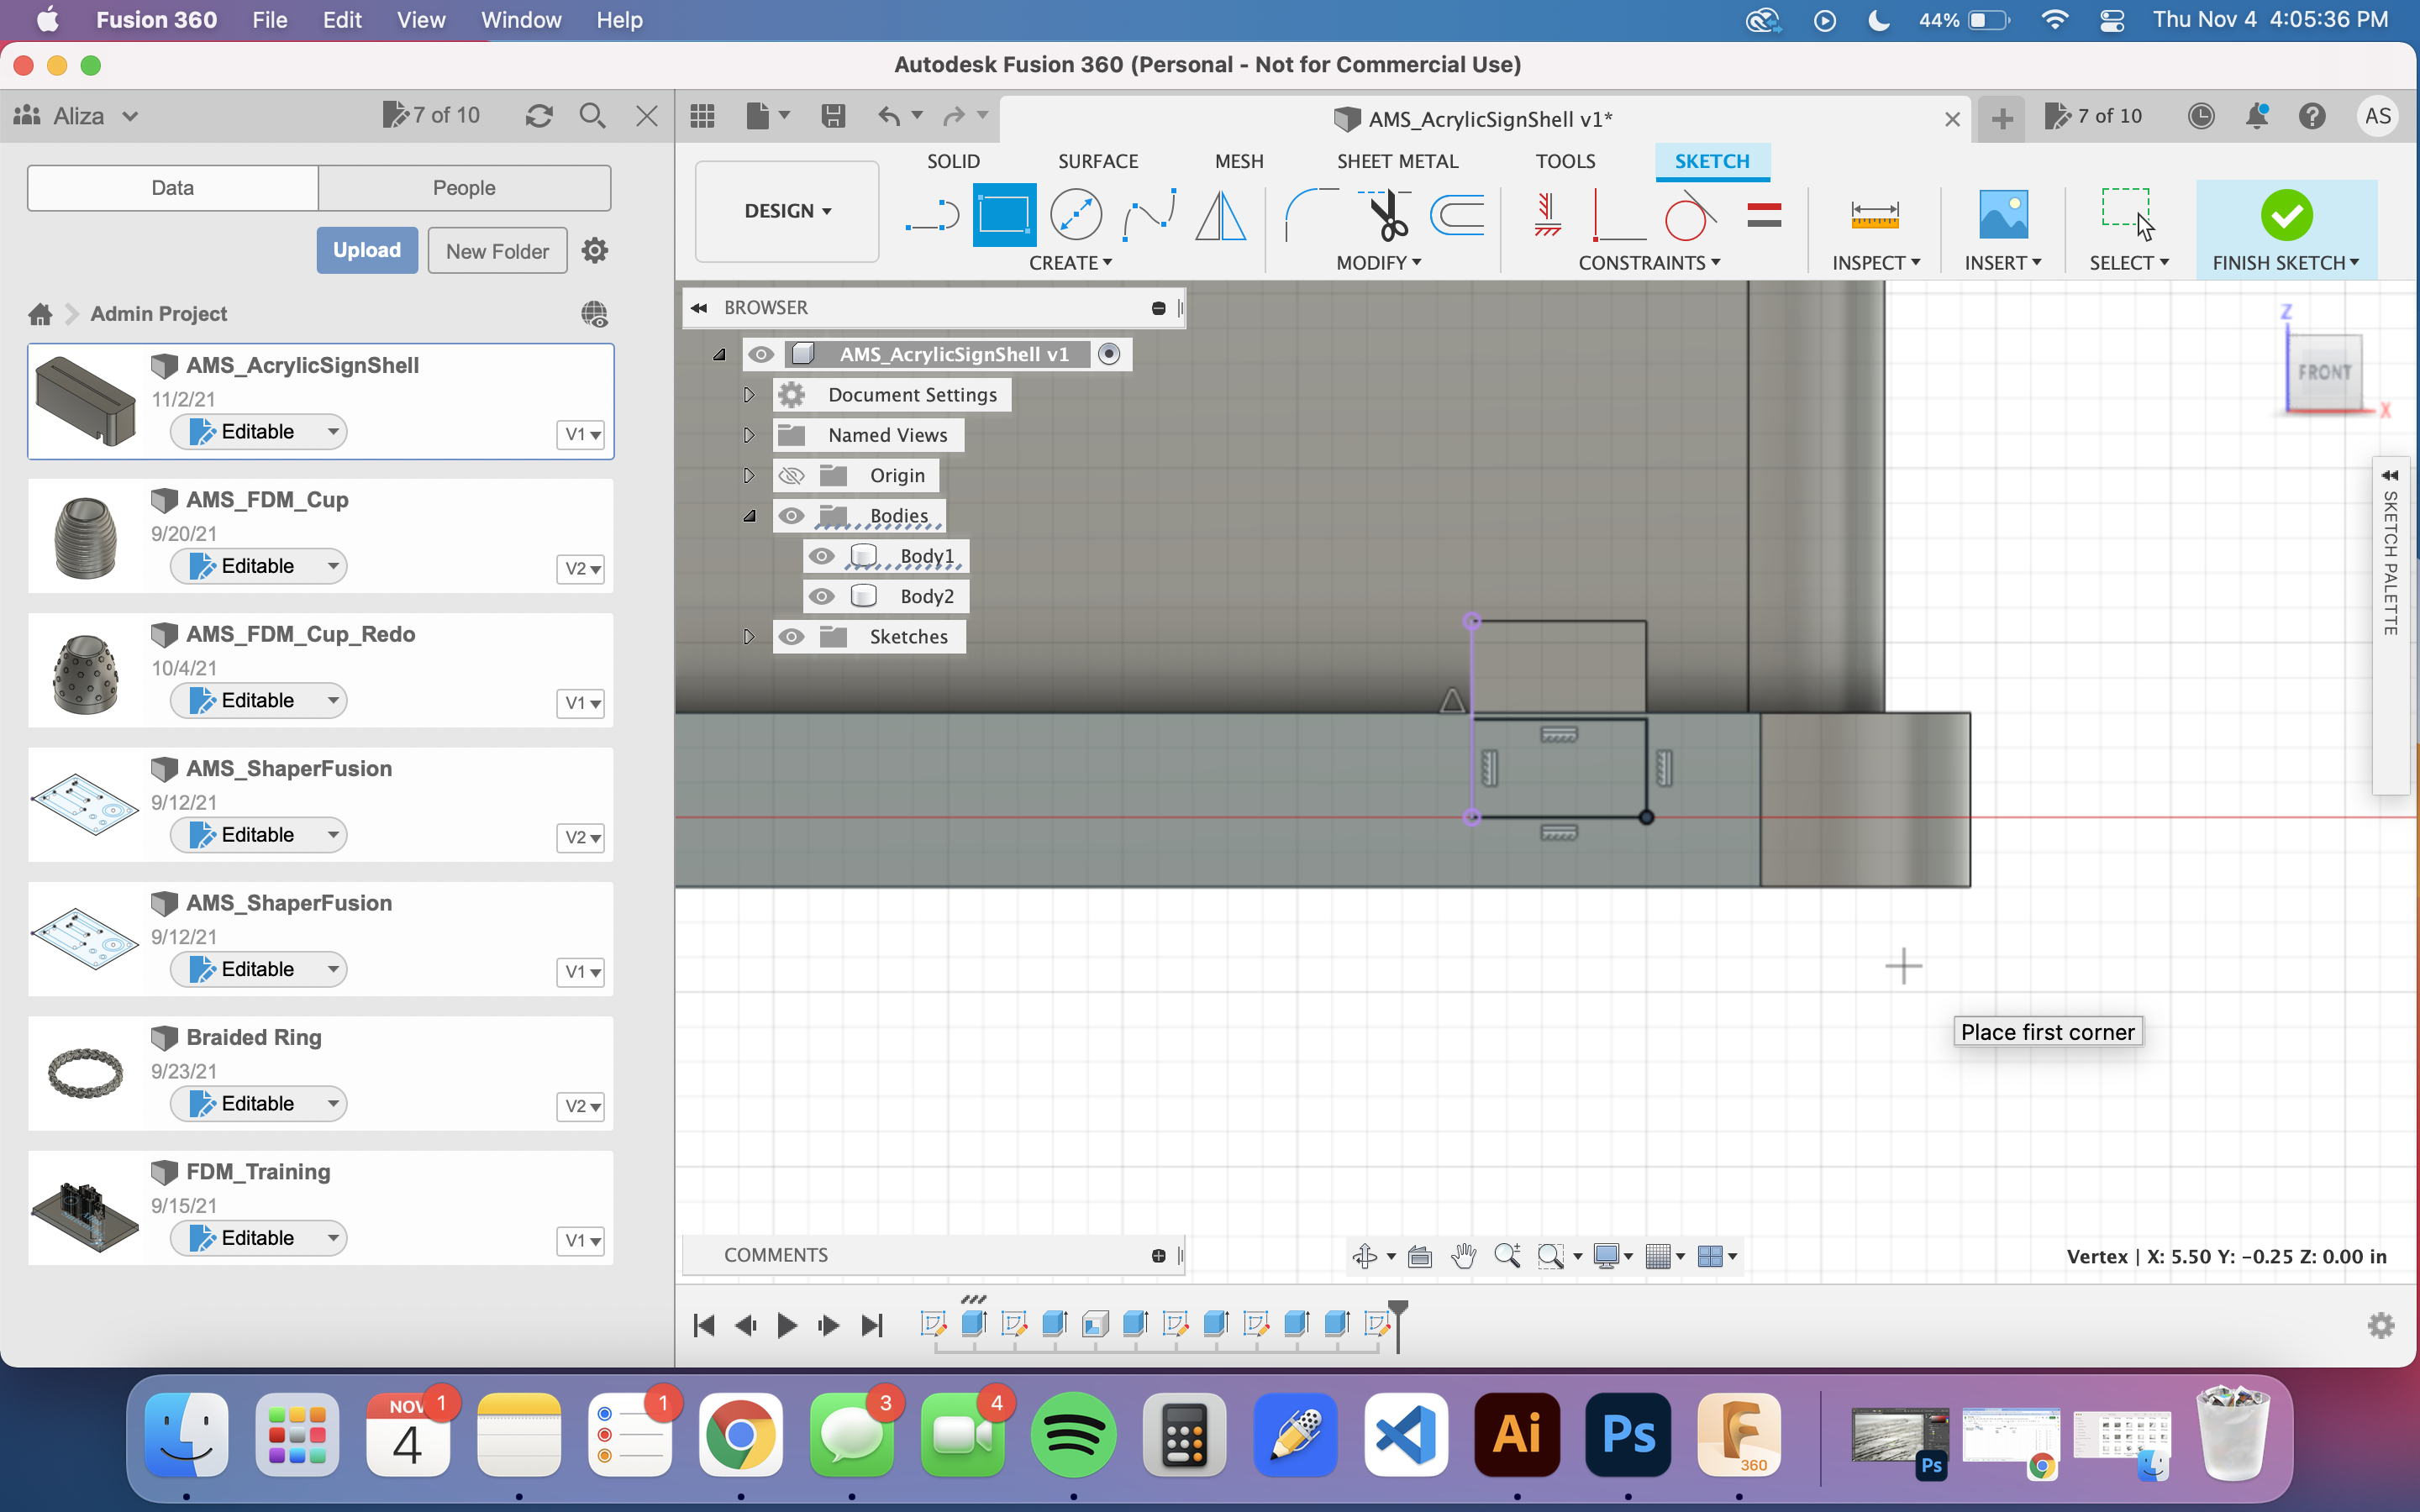 Fusion 360 File Edit View Window Help 44% Thu Nov 4 4:05:36 PM
Autodesk Fusion 360 (Personal - Not for Commercial Use)
Aliza 7 of 10
AMS_AcrylicSignShell v1* 7 of 10 AS
Data People
Upload New Folder
Admin Project
AMS_AcrylicSignShell
11/2/21
Editable V1
AMS_FDM_Cup
9/20/21
Editable V2
AMS_FDM_Cup_Redo
10/4/21
Editable V1
AMS_ShaperFusion
9/12/21
Editable V2
AMS_ShaperFusion
9/12/21
Editable V1
Braided Ring
9/23/21
Editable V2
FDM_Training
9/15/21
Editable V1
SOLID SURFACE MESH SHEET METAL TOOLS SKETCH
DESIGN
CREATE MODIFY CONSTRAINTS INSPECT INSERT SELECT FINISH SKETCH
BROWSER
AMS_AcrylicSignShell v1
Document Settings
Named Views
Origin
Bodies
Body1
Body2
Sketches
Z
FRONT
X
SKETCH PALETTE
Place first corner
COMMENTS
Vertex | X: 5.50 Y: -0.25 Z: 0.00 in
NOV
4
1
1
3
4
Ai
Ps
360
Ps